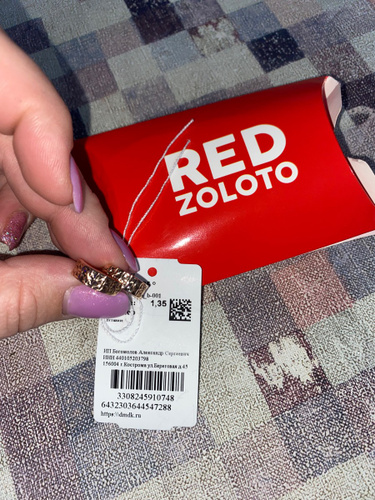 RED
ZOLOTO
b-001
1,35
ИП Богомолов Александр Сергеевич
ИНН 440105203798
156004 г.Кострома ул.Береговая д.45
3308245910748
6432303644547288
https://dmdk.ru